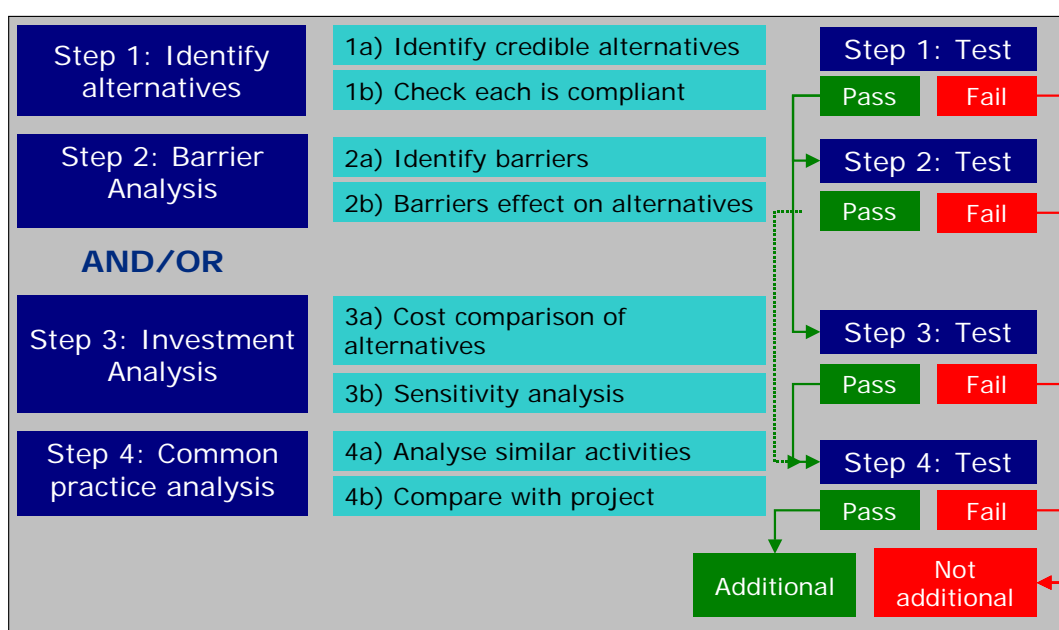 Step 1: Identify
alternatives
1a) Identify credible alternatives
1b) Check each is compliant
Step 1: Test
Pass
Fail
Step 2: Barrier
Analysis
2a) Identify barriers
2b) Barriers effect on alternatives
Step 2: Test
Pass
Fail
AND/OR
Step 3: Investment
Analysis
3a) Cost comparison of
alternatives
3b) Sensitivity analysis
Step 3: Test
Pass
Fail
Step 4: Common
practice analysis
4a) Analyse similar activities
4b) Compare with project
Step 4: Test
Pass
Fail
Additional
Not
additional